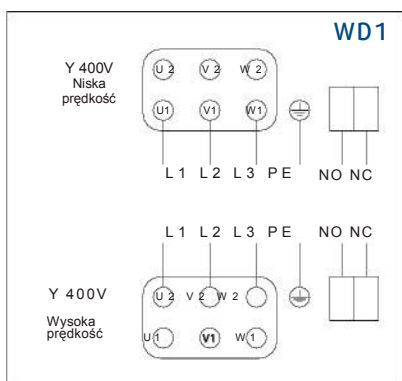 WD1
Y 400V
Niska
prędkość
U 2 V 2 W 2
U1 V1 W1
L 1 L 2 L 3 P E NO NC
L 1 L 2 L 3 P E NO NC
Y 400V
Wysoka
prędkość
U 2 V 2 W 2
U 1 V1 W 1